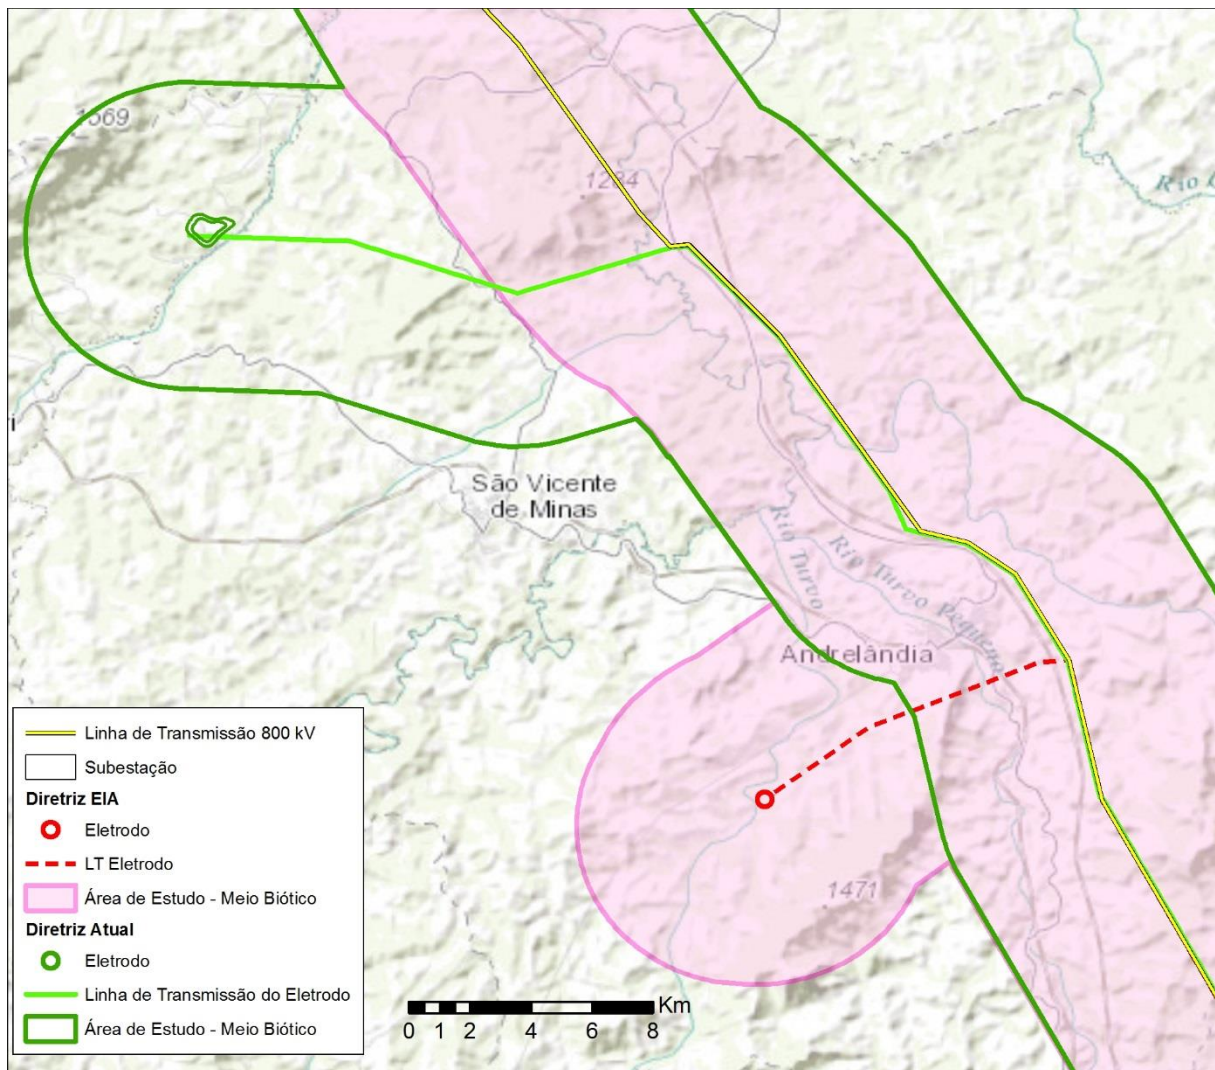 1569
1284
São Vicente
de Minas
Rio Turvo
Rio Turvo Pequeno
Andrelândia
1471
Linha de Transmissão 800 kV
Subestação
Diretriz EIA
Eletrodo
LT Eletrodo
Área de Estudo - Meio Biótico
Diretriz Atual
Eletrodo
Linha de Transmissão do Eletrodo
Área de Estudo - Meio Biótico
Km
0 1 2 4 6 8